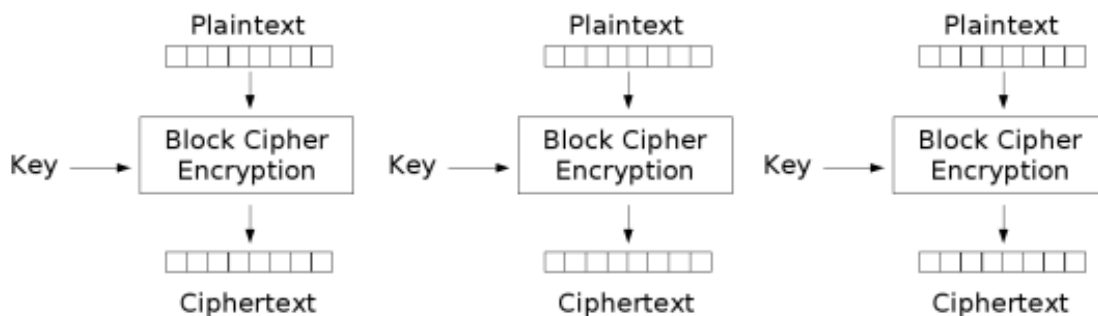 Plaintext
Plaintext
Plaintext
Key
Block Cipher
Encryption
Key
Block Cipher
Encryption
Key
Block Cipher
Encryption
Ciphertext
Ciphertext
Ciphertext